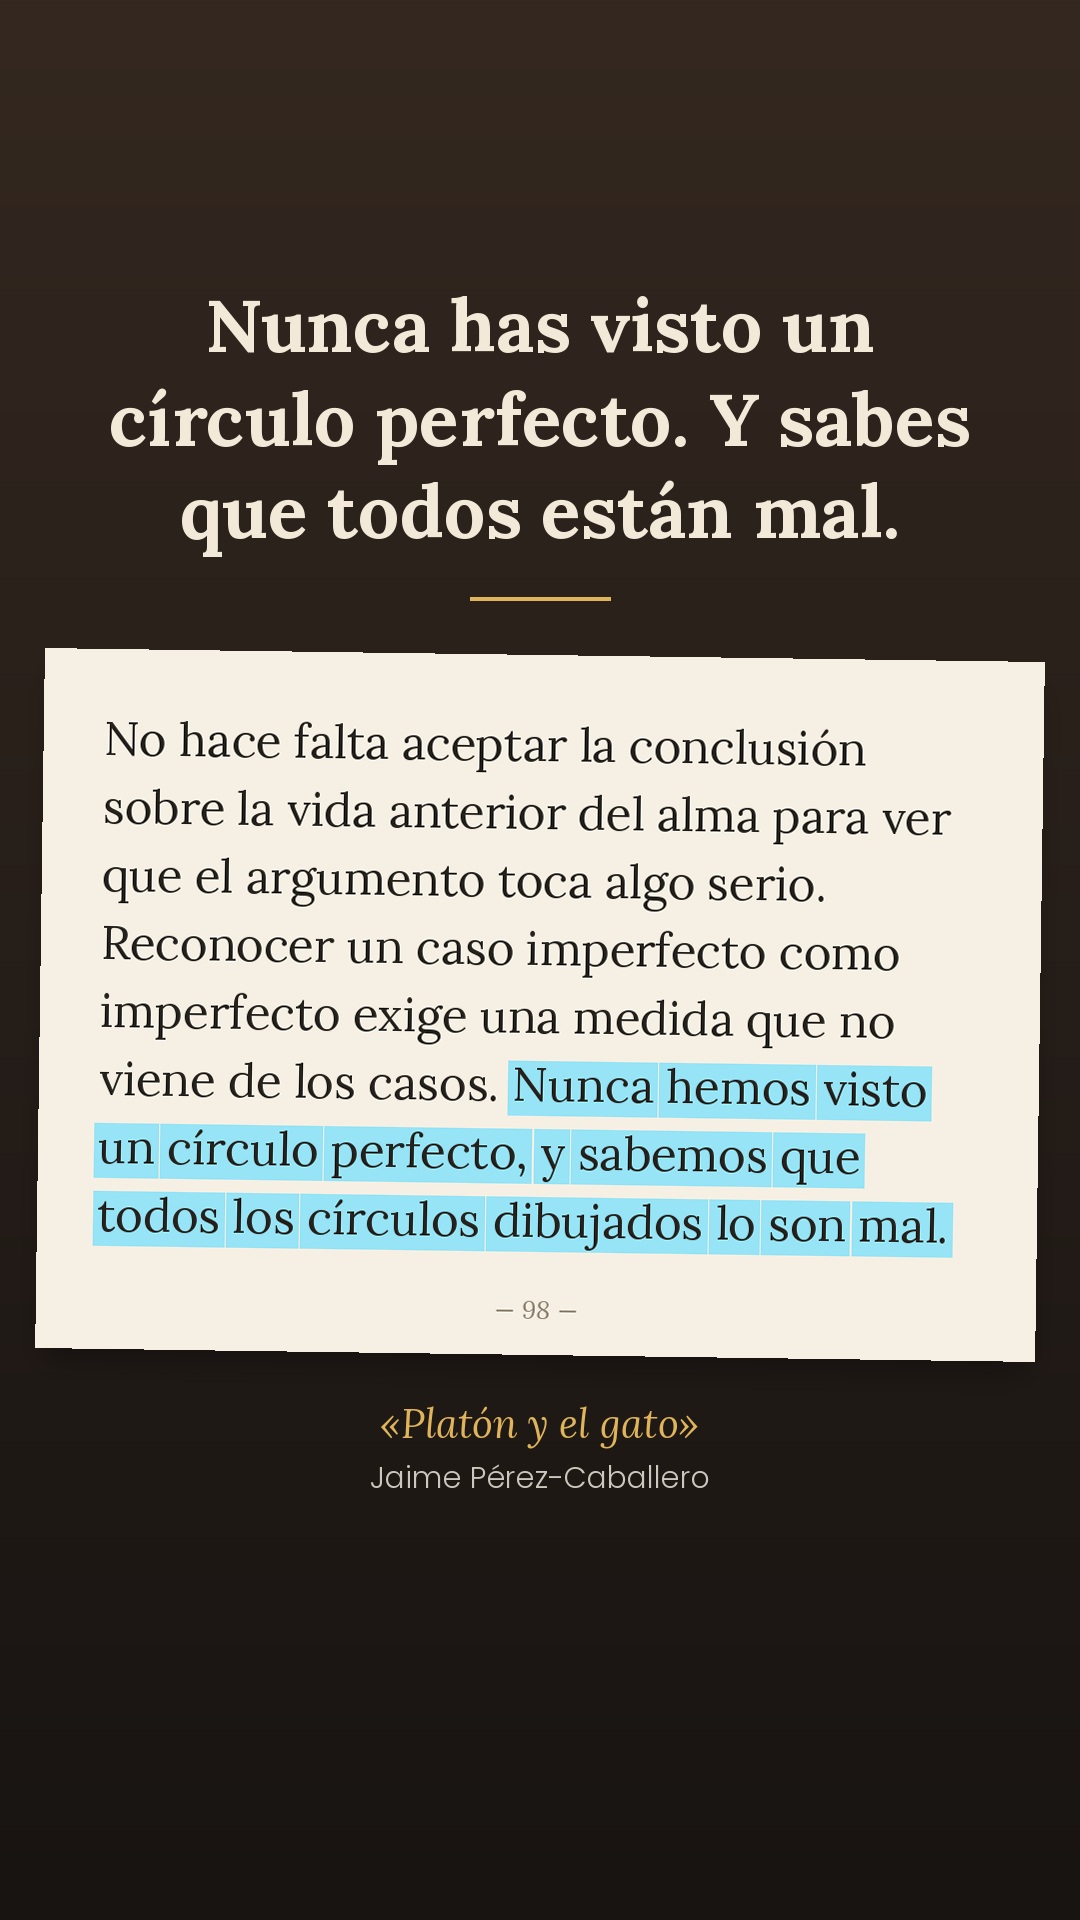 Nunca has visto un
círculo perfecto. Y sabes
que todos están mal.
No hace falta aceptar la conclusión
sobre la vida anterior del alma para ver
que el argumento toca algo serio.
Reconocer un caso imperfecto como
imperfecto exige una medida que no
viene de los casos. Nunca hemos visto
un círculo perfecto, y sabemos que
todos los círculos dibujados lo son mal.
— 98 —
«Platón y el gato»
Jaime Pérez-Caballero